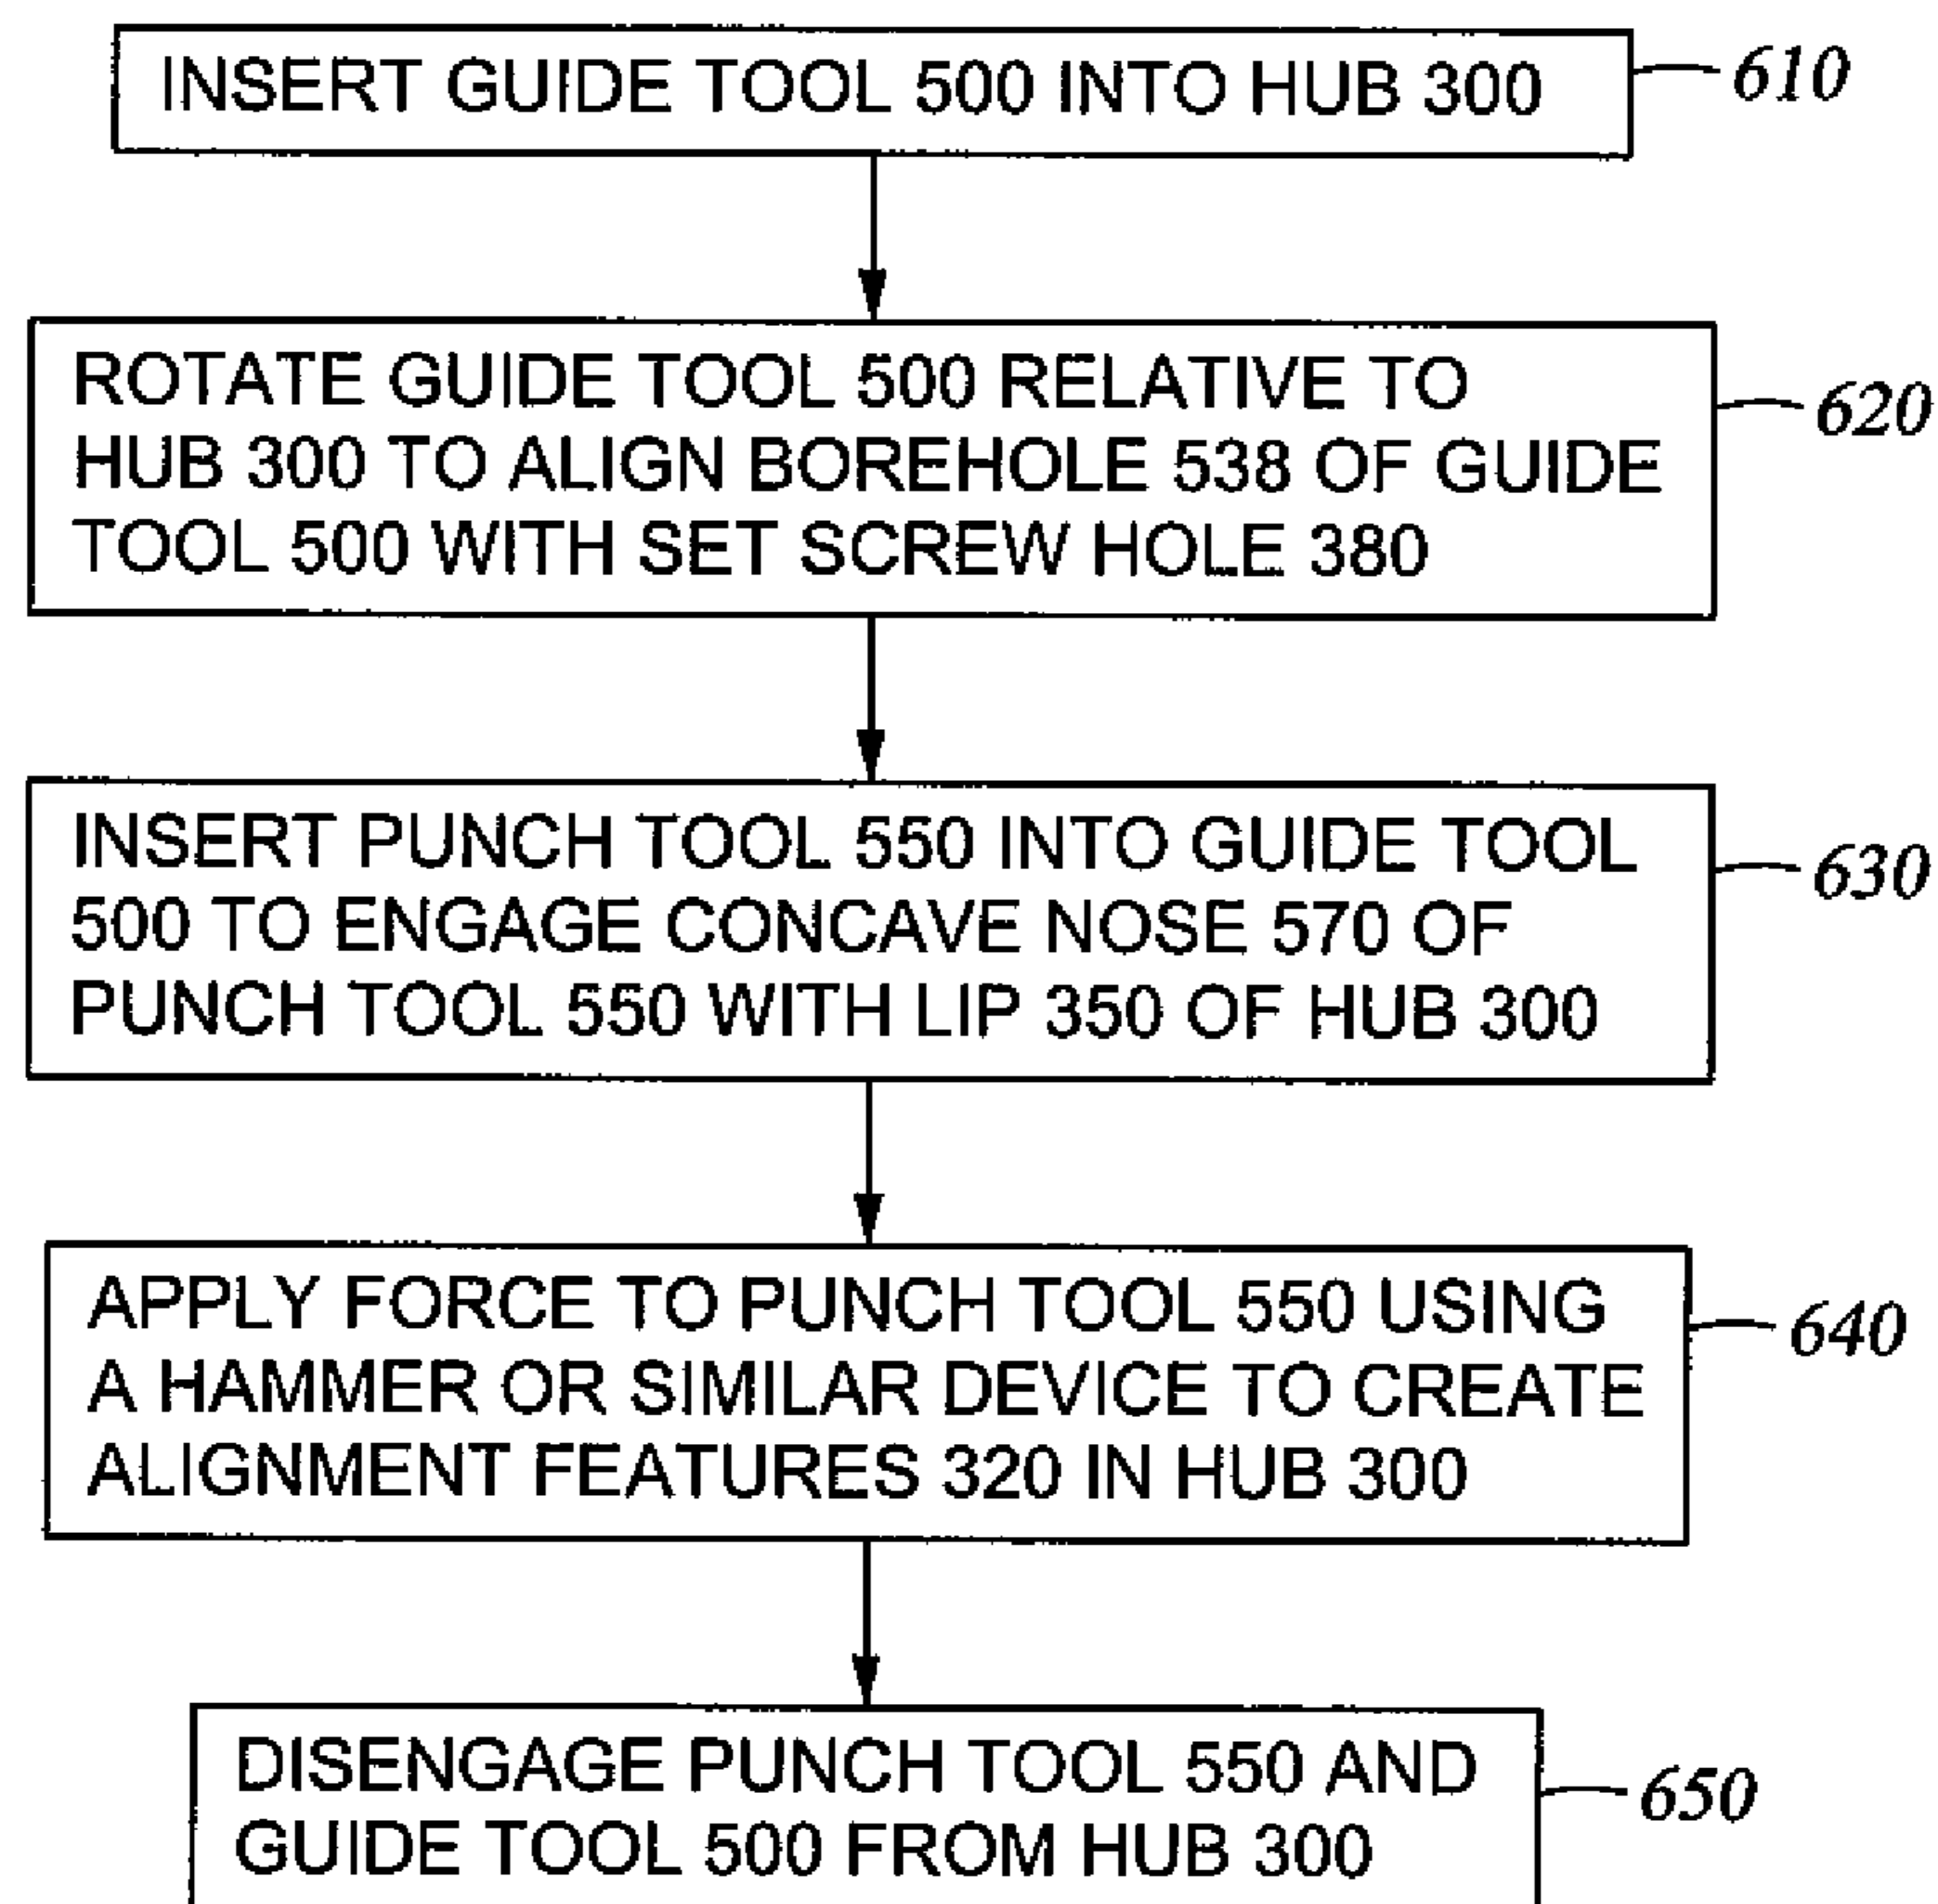 INSERT GUIDE TOOL 500 INTO HUB 300
610
ROTATE GUIDE TOOL 500 RELATIVE TO
HUB 300 TO ALIGN BOREHOLE 538 OF GUIDE
TOOL 500 WITH SET SCREW HOLE 380
620
INSERT PUNCH TOOL 550 INTO GUIDE TOOL
500 TO ENGAGE CONCAVE NOSE 570 OF
PUNCH TOOL 550 WITH LIP 350 OF HUB 300
630
APPLY FORCE TO PUNCH TOOL 550 USING
A HAMMER OR SIMILAR DEVICE TO CREATE
ALIGNMENT FEATURES 320 IN HUB 300
640
DISENGAGE PUNCH TOOL 550 AND
GUIDE TOOL 500 FROM HUB 300
650